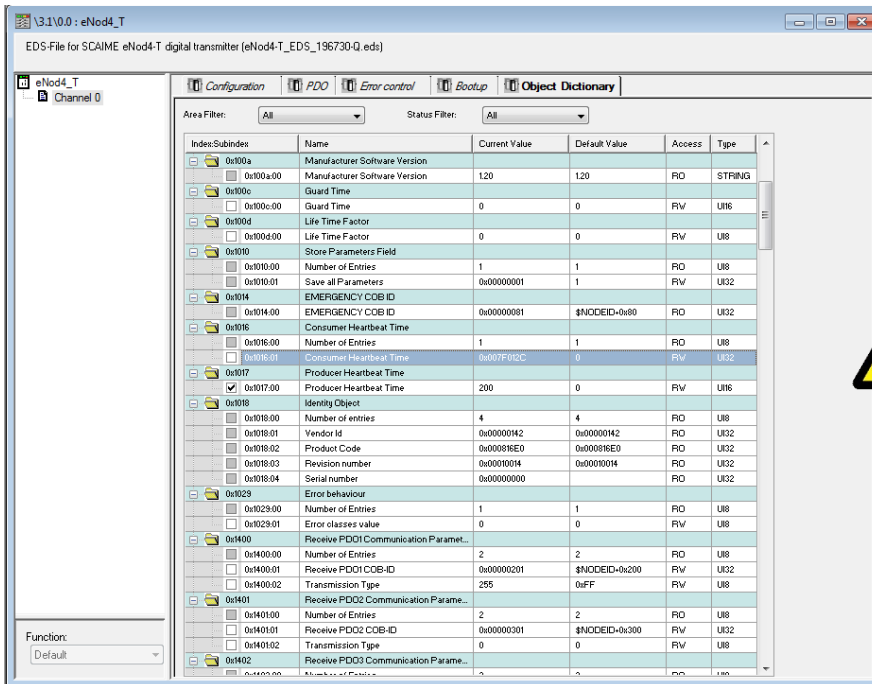 \3.1\0.0 : eNod4_T
EDS-File for SCAIME eNod4-T digital transmitter (eNod4-T_EDS_196730-Q.eds)
eNod4_T
Channel 0
Configuration PDO Error control Bootup Object Dictionary
Area Filter: All Status Filter: All
Index:Subindex Name Current Value Default Value Access Type
0x100a Manufacturer Software Version
0x100a:00 Manufacturer Software Version 1.20 1.20 RO STRING
0x100c Guard Time
0x100c:00 Guard Time 0 0 RW UI16
0x100d Life Time Factor
0x100d:00 Life Time Factor 0 0 RW UI8
0x1010 Store Parameters Field
0x1010:00 Number of Entries 1 1 RO UI8
0x1010:01 Save all Parameters 0x00000001 1 RW UI32
0x1014 EMERGENCY COB ID
0x1014:00 EMERGENCY COB ID 0x00000081 $NODEID+0x80 RO UI32
0x1016 Consumer Heartbeat Time
0x1016:00 Number of Entries 1 1 RO UI8
0x1016:01 Consumer Heartbeat Time 0x007F012C 0 RW UI32
0x1017 Producer Heartbeat Time
0x1017:00 Producer Heartbeat Time 200 0 RW UI16
0x1018 Identity Object
0x1018:00 Number of entries 4 4 RO UI8
0x1018:01 Vendor Id 0x00000142 0x00000142 RO UI32
0x1018:02 Product Code 0x000816E0 0x000816E0 RO UI32
0x1018:03 Revision number 0x00010014 0x00010014 RO UI32
0x1018:04 Serial number 0x00000000 RO UI32
0x1029 Error behaviour
0x1029:00 Number of Entries 1 1 RO UI8
0x1029:01 Error classes value 0 0 RW UI8
0x1400 Receive PDO1 Communication Paramet...
0x1400:00 Number of Entries 2 2 RO UI8
0x1400:01 Receive PDO1 COB-ID 0x00000201 $NODEID+0x200 RW UI32
0x1400:02 Transmission Type 255 0xFF RW UI8
0x1401 Receive PDO2 Communication Parame...
0x1401:00 Number of Entries 2 2 RO UI8
0x1401:01 Receive PDO2 COB-ID 0x00000301 $NODEID+0x300 RW UI32
0x1401:02 Transmission Type 0 0 RW UI8
0x1402 Receive PDO3 Communication Parame...
0x1402:00 Number of Entries 2 2 RO UI8
Function:
Default